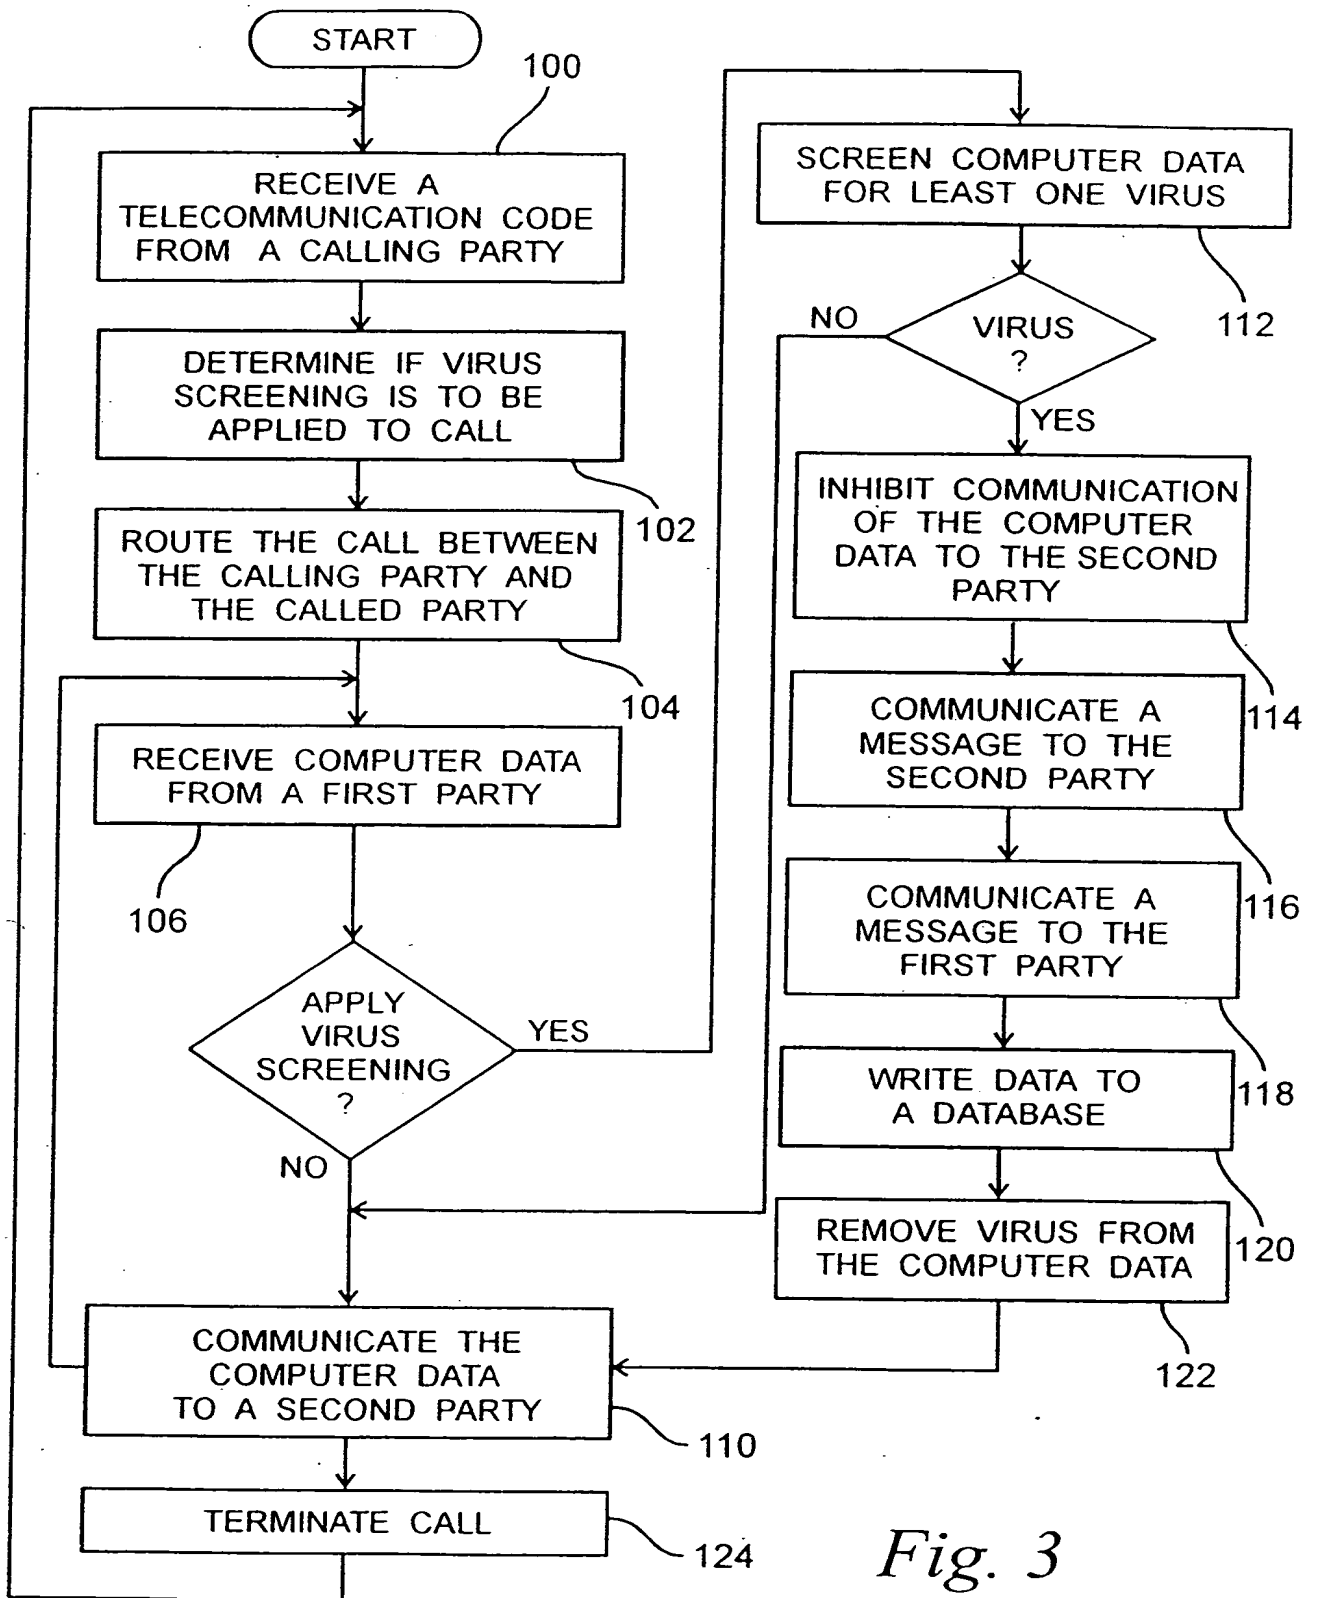 START
100
RECEIVE A
TELECOMMUNICATION CODE
FROM A CALLING PARTY
DETERMINE IF VIRUS
SCREENING IS TO BE
APPLIED TO CALL
102
ROUTE THE CALL BETWEEN
THE CALLING PARTY AND
THE CALLED PARTY
104
RECEIVE COMPUTER DATA
FROM A FIRST PARTY
106
APPLY
VIRUS
SCREENING
?
YES
NO
COMMUNICATE THE
COMPUTER DATA
TO A SECOND PARTY
110
TERMINATE CALL
124
SCREEN COMPUTER DATA
FOR LEAST ONE VIRUS
112
VIRUS
?
NO
YES
INHIBIT COMMUNICATION
OF THE COMPUTER
DATA TO THE SECOND
PARTY
114
COMMUNICATE A
MESSAGE TO THE
SECOND PARTY
116
COMMUNICATE A
MESSAGE TO THE
FIRST PARTY
118
WRITE DATA TO
A DATABASE
120
REMOVE VIRUS FROM
THE COMPUTER DATA
122
Fig. 3